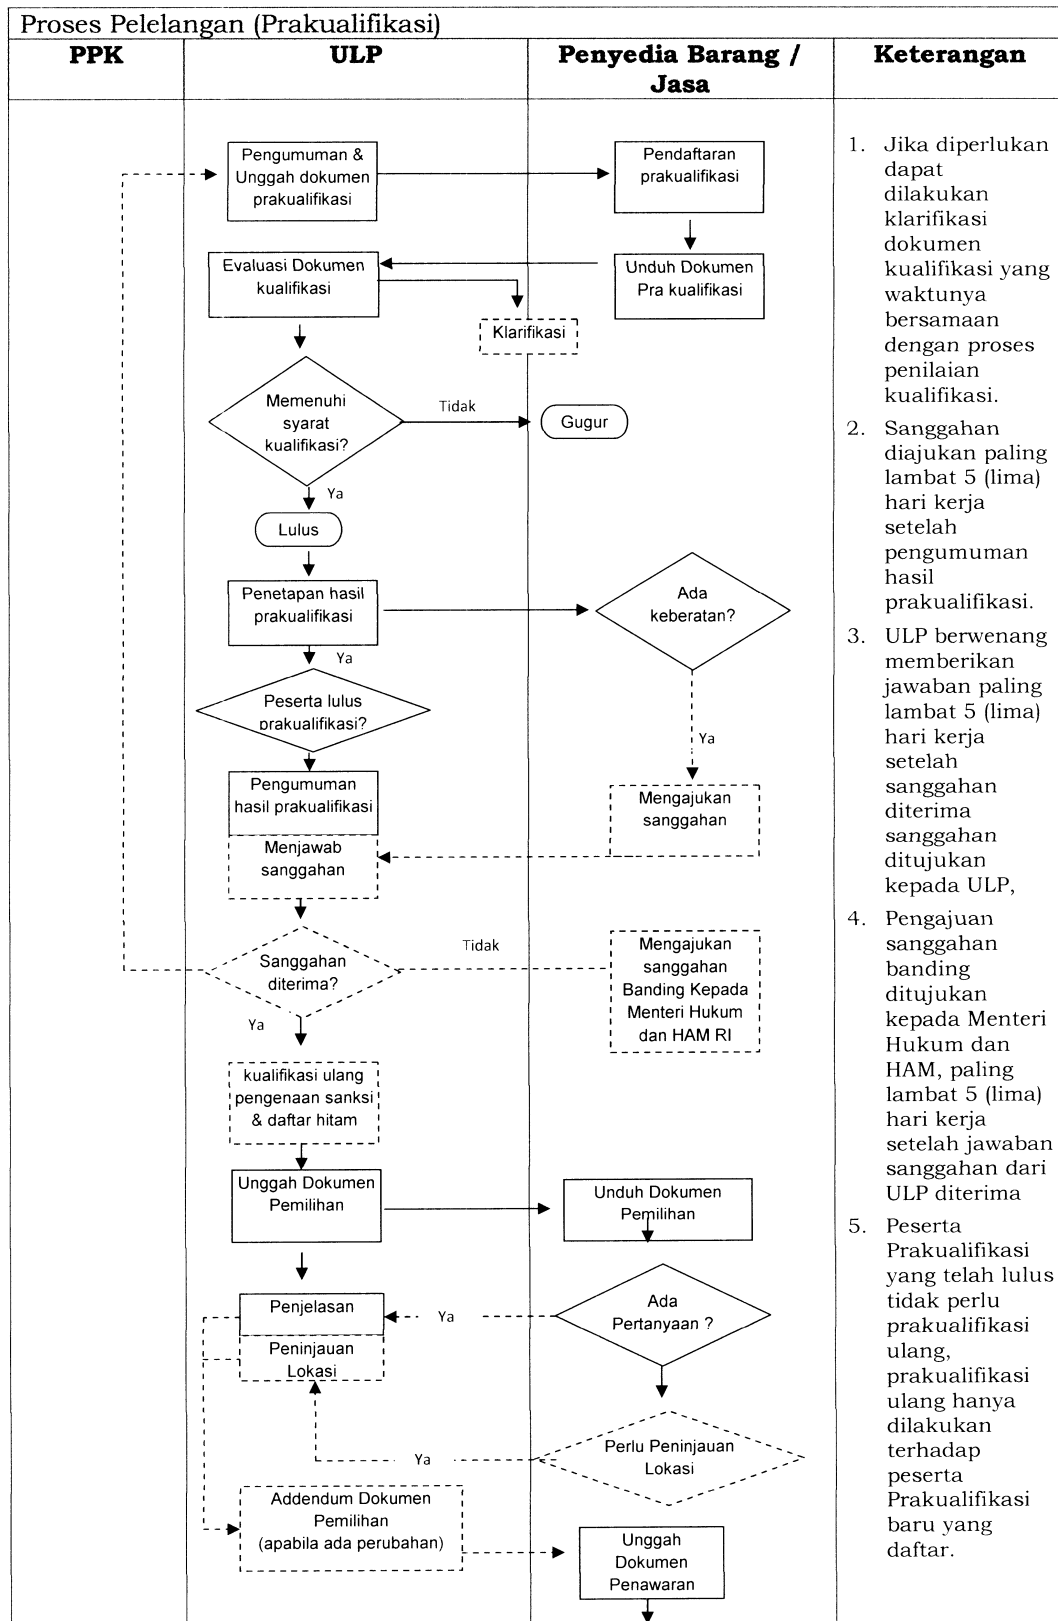 Proses Pelelangan (Prakualifikasi)
PPK
ULP
Penyedia Barang /
Jasa
Keterangan
Pengumuman &
Unggah dokumen
prakualifikasi
Pendaftaran
prakualifikasi
Evaluasi Dokumen
kualifikasi
Unduh Dokumen
Pra kualifikasi
Klarifikasi
Memenuhi
syarat
kualifikasi?
Tidak
Gugur
Ya
Lulus
Penetapan hasil
prakualifikasi
Ada
keberatan?
Ya
Peserta lulus
prakualifikasi?
Ya
Pengumuman
hasil prakualifikasi
Mengajukan
sanggahan
Menjawab
sanggahan
Sanggahan
diterima?
Tidak
Mengajukan
sanggahan
Banding Kepada
Menteri Hukum
dan HAM RI
Ya
kualifikasi ulang
pengenaan sanksi
& daftar hitam
Unggah Dokumen
Pemilihan
Unduh Dokumen
Pemilihan
Penjelasan
Ya
Ada
Pertanyaan ?
Peninjauan
Lokasi
Ya
Perlu Peninjauan
Lokasi
Addendum Dokumen
Pemilihan
(apabila ada perubahan)
Unggah
Dokumen
Penawaran
1. Jika diperlukan
dapat
dilakukan
klarifikasi
dokumen
kualifikasi yang
waktunya
bersamaan
dengan proses
penilaian
kualifikasi.
2. Sanggahan
diajukan paling
lambat 5 (lima)
hari kerja
setelah
pengumuman
hasil
prakualifikasi.
3. ULP berwenang
memberikan
jawaban paling
lambat 5 (lima)
hari kerja
setelah
sanggahan
diterima
sanggahan
ditujukan
kepada ULP,
4. Pengajuan
sanggahan
banding
ditujukan
kepada Menteri
Hukum dan
HAM, paling
lambat 5 (lima)
hari kerja
setelah jawaban
sanggahan dari
ULP diterima
5. Peserta
Prakualifikasi
yang telah lulus
tidak perlu
prakualifikasi
ulang,
prakualifikasi
ulang hanya
dilakukan
terhadap
peserta
Prakualifikasi
baru yang
daftar.